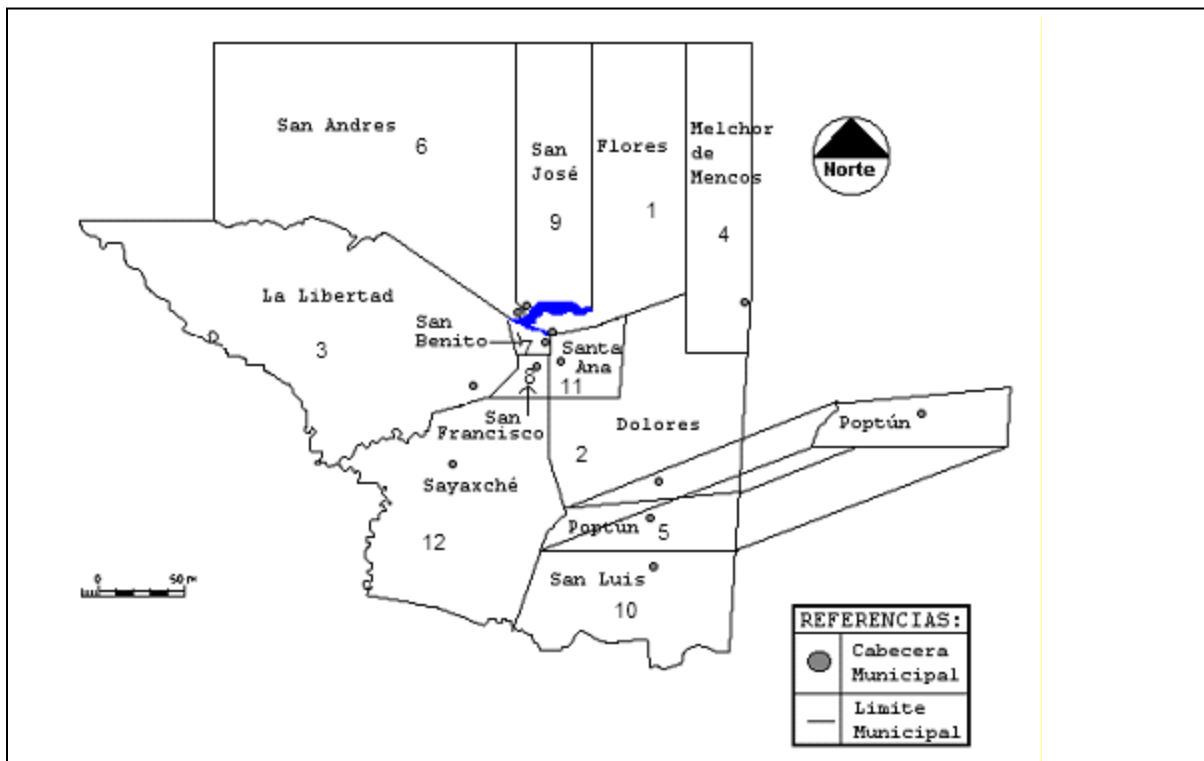 San Andres
6
San
José
9
Flores
1
Melchor
de
Mencos
4
Norte
La Libertad
3
San
Benito
7
Santa
Ana
11
8
San
Francisco
Dolores
2
Poptún
Sayaxché
12
Poptun
5
San Luis
10
0
REFERENCIAS:
Cabecera
Municipal
Límite
Municipal